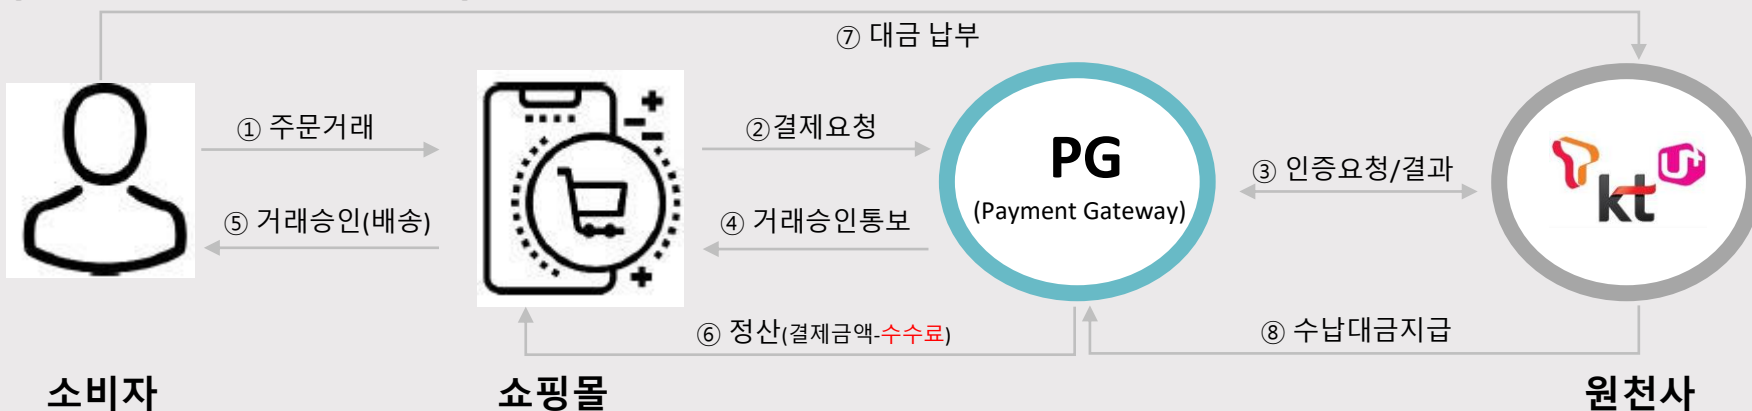 ⑦ 대금 납부
① 주문거래
②결제요청
PG
(Payment Gateway)
③ 인증요청/결과
T kt U+
⑤ 거래승인(배송)
④ 거래승인통보
⑥ 정산(결제금액-수수료)
⑧ 수납대금지급
소비자
쇼핑몰
원천사